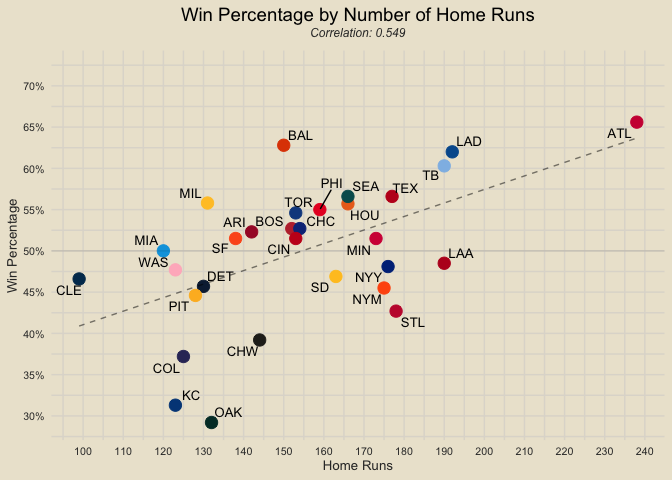 Win Percentage by Number of Home Runs
Correlation: 0.549
Win Percentage
70%
65%
60%
55%
50%
45%
40%
35%
30%
ATL
BAL
LAD
TB
PHI
SEA
TEX
MIL
TOR
HOU
ARI
BOS
CHC
MIA
SF
CIN
MIN
WAS
LAA
DET
NYY
CLE
SD
PIT
NYM
STL
CHW
COL
KC
OAK
100 110 120 130 140 150 160 170 180 190 200 210 220 230 240
Home Runs